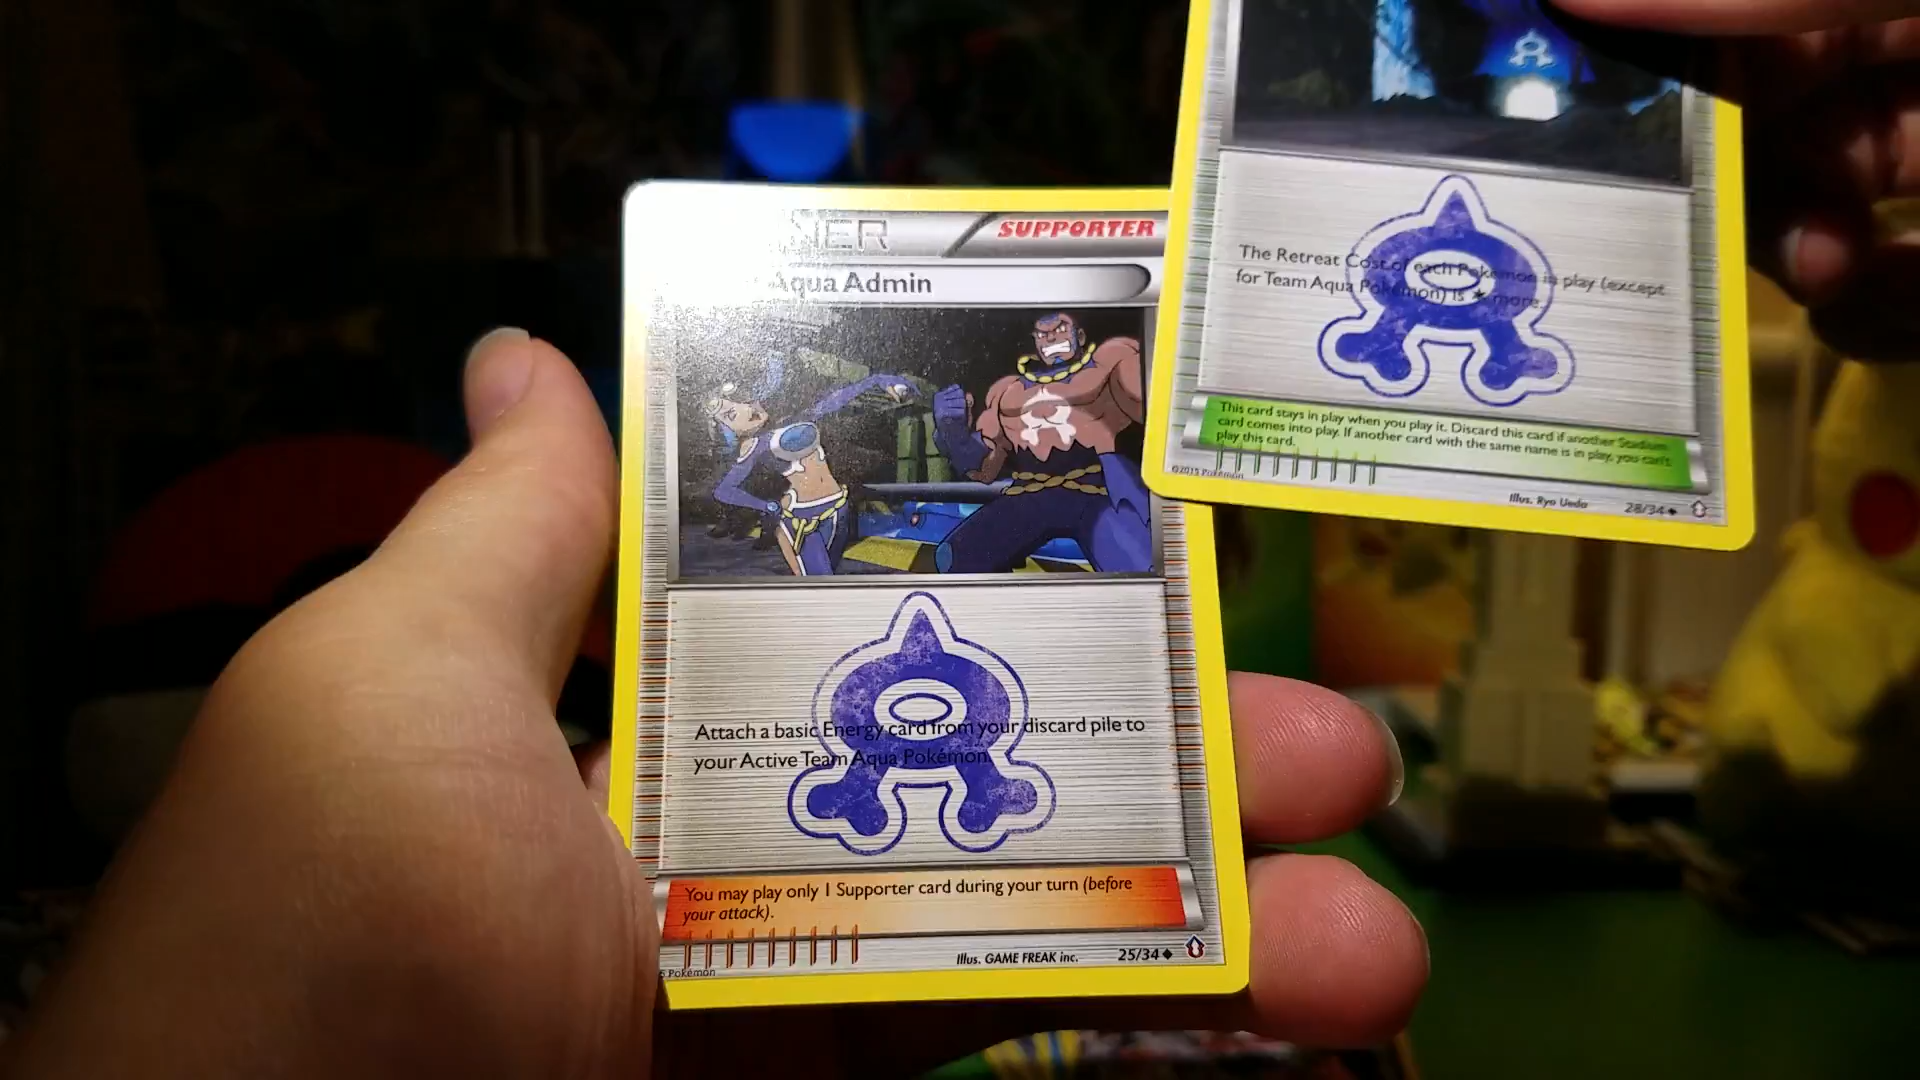 NER
SUPPORTER
Aqua Admin
Attach a basic Energy card from your discard pile to
your Active Team Aqua Pokémon.
You may play only 1 Supporter card during your turn (before
your attack).
Illus. GAME FREAK inc.
25/34
5 Pokémon
The Retreat Cost of each Pokémon in play (except
for Team Aqua Pokémon) is ★ more.
This card stays in play when you play it. Discard this card if another Stadium
card comes into play. If another card with the same name is in play, you can't
play this card.
©2015 Pokémon
Illus. Ryo Ueda
28/34